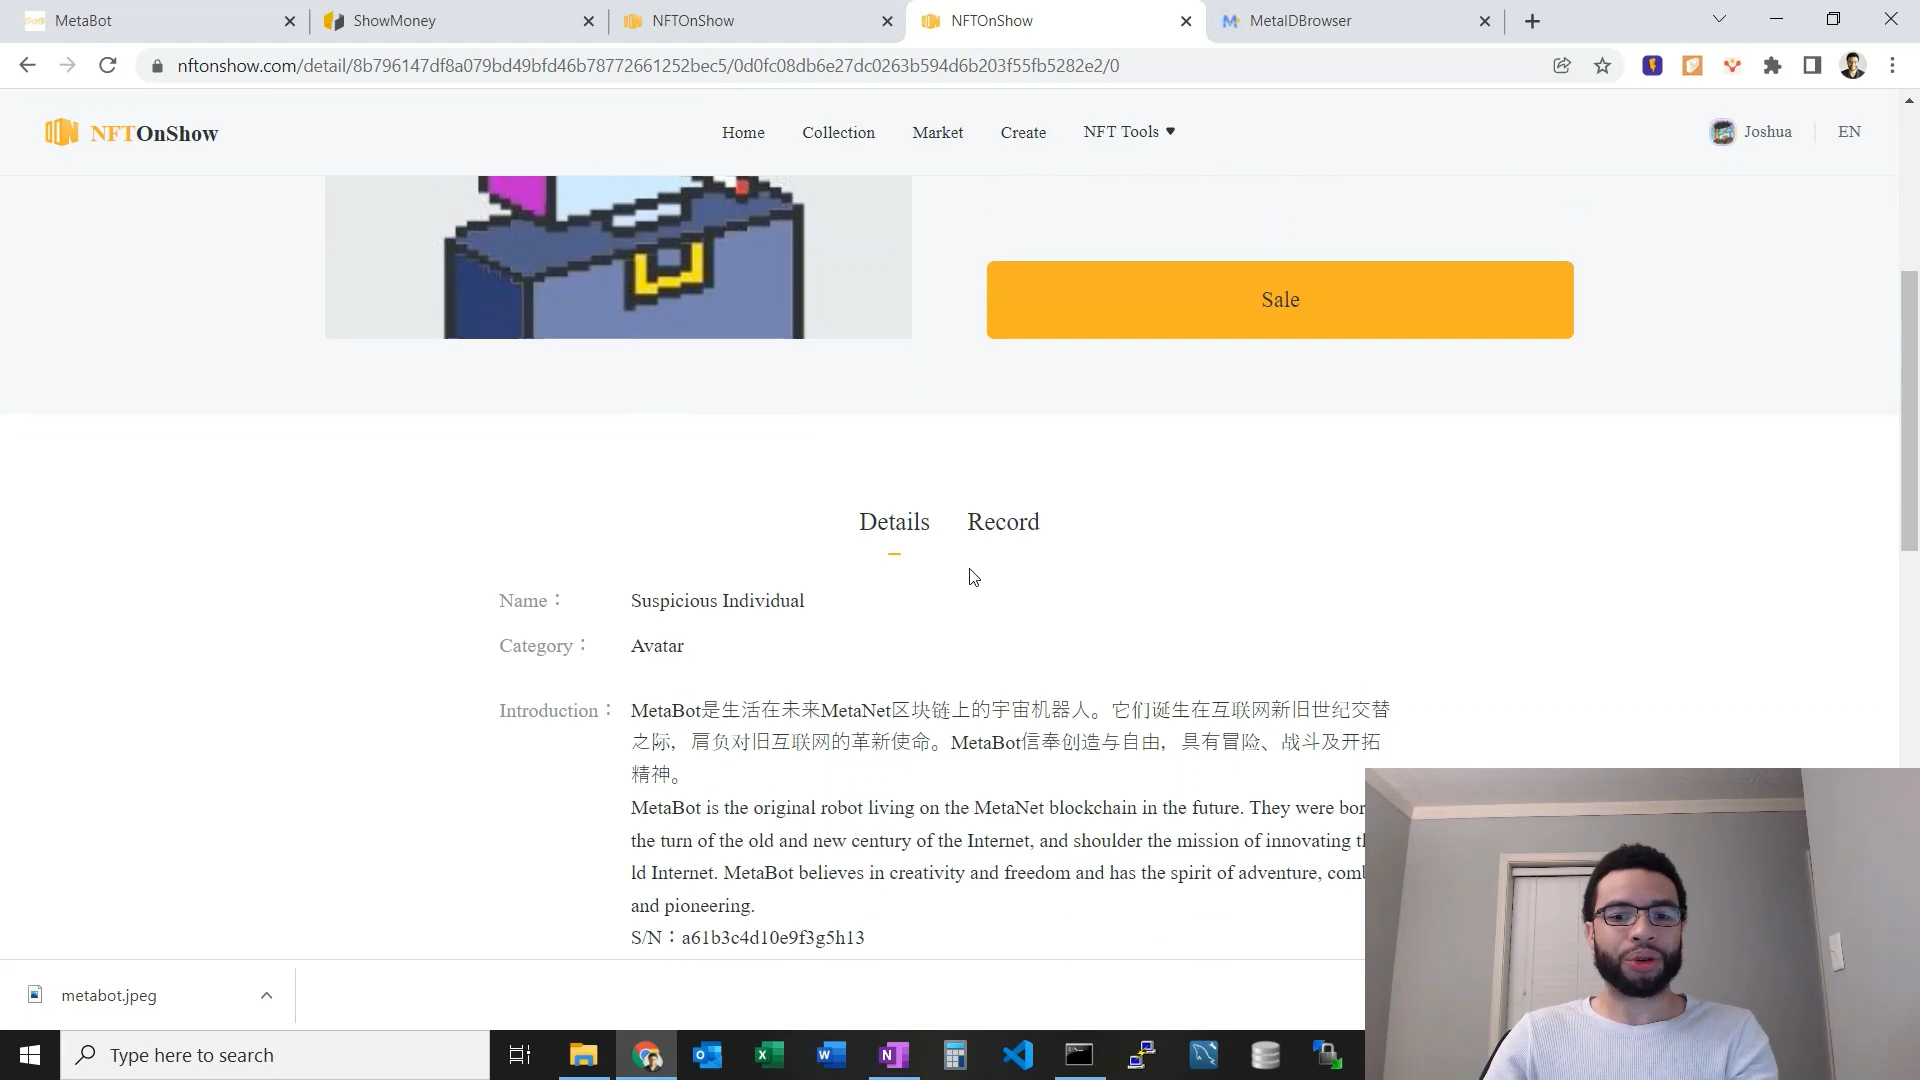 MetaBot
ShowMoney
NFTOnShow
NFTOnShow
MetaIDBrowser
nftonshow.com/detail/8b796147df8a079bd49bfd46b78772661252bec5/0d0fc08db6e27dc0263b594d6b203f55fb5282e2/0
NFTOnShow
Home
Collection
Market
Create
NFT Tools
Joshua
EN
Sale
Details
Record
Name：
Suspicious Individual
Category：
Avatar
Introduction：
MetaBot是生活在未来MetaNet区块链上的宇宙机器人。它们诞生在互联网新旧世纪交替
之际，肩负对旧互联网的革新使命。MetaBot信奉创造与自由，具有冒险、战斗及开拓
精神。
MetaBot is the original robot living on the MetaNet blockchain in the future. They were bor
the turn of the old and new century of the Internet, and shoulder the mission of innovating t
ld Internet. MetaBot believes in creativity and freedom and has the spirit of adventure, com
and pioneering.
S/N：a61b3c4d10e9f3g5h13
metabot.jpeg
Type here to search